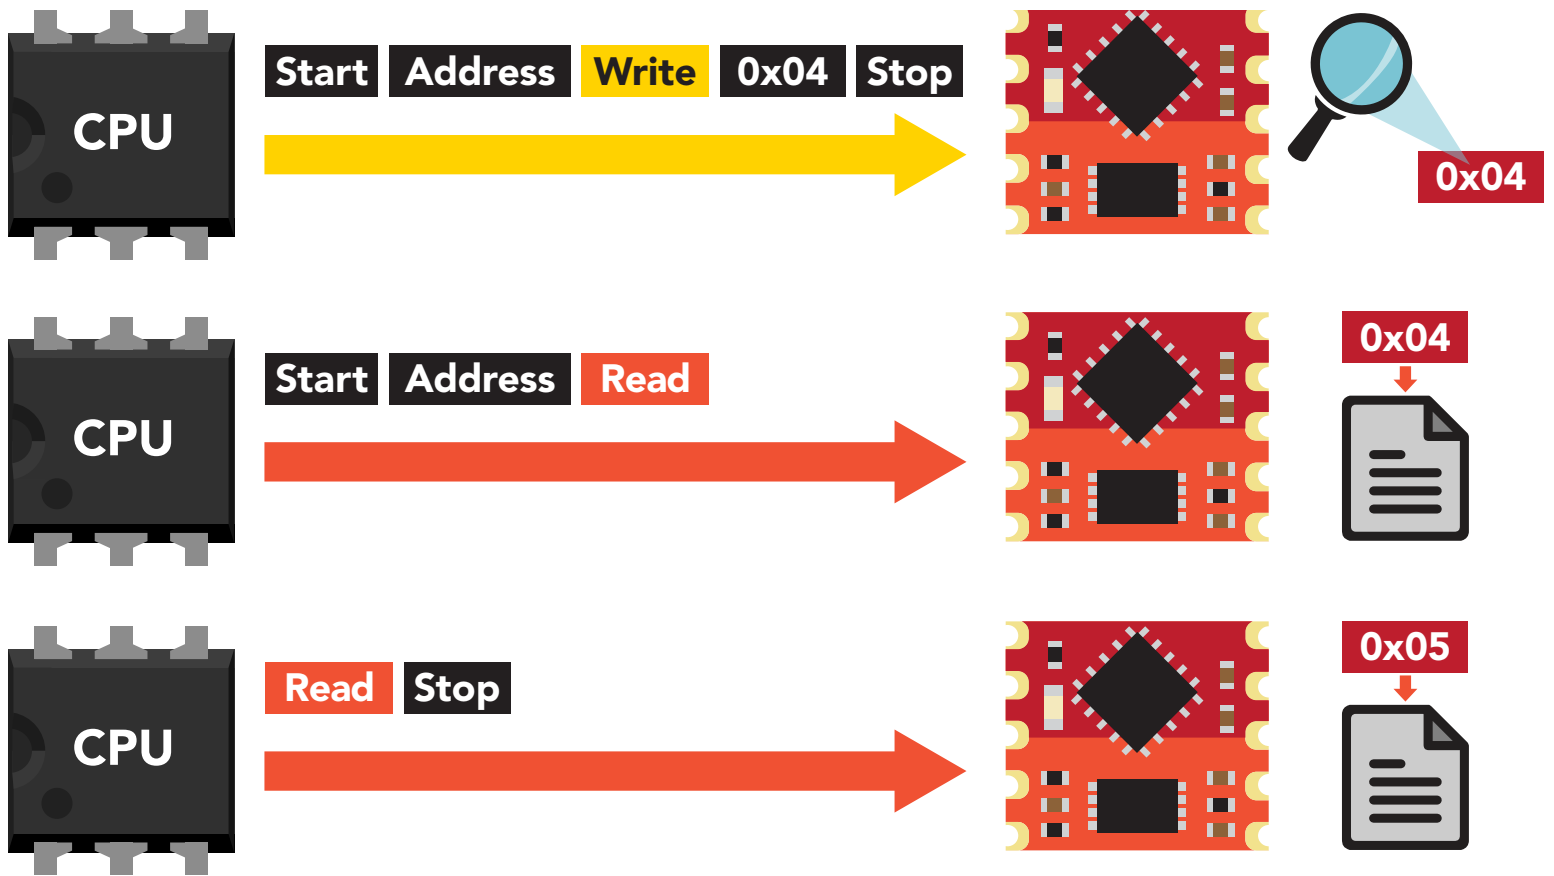 CPU
Start Address Write 0x04 Stop
0x04
CPU
Start Address Read
0x04
CPU
Read Stop
0x05